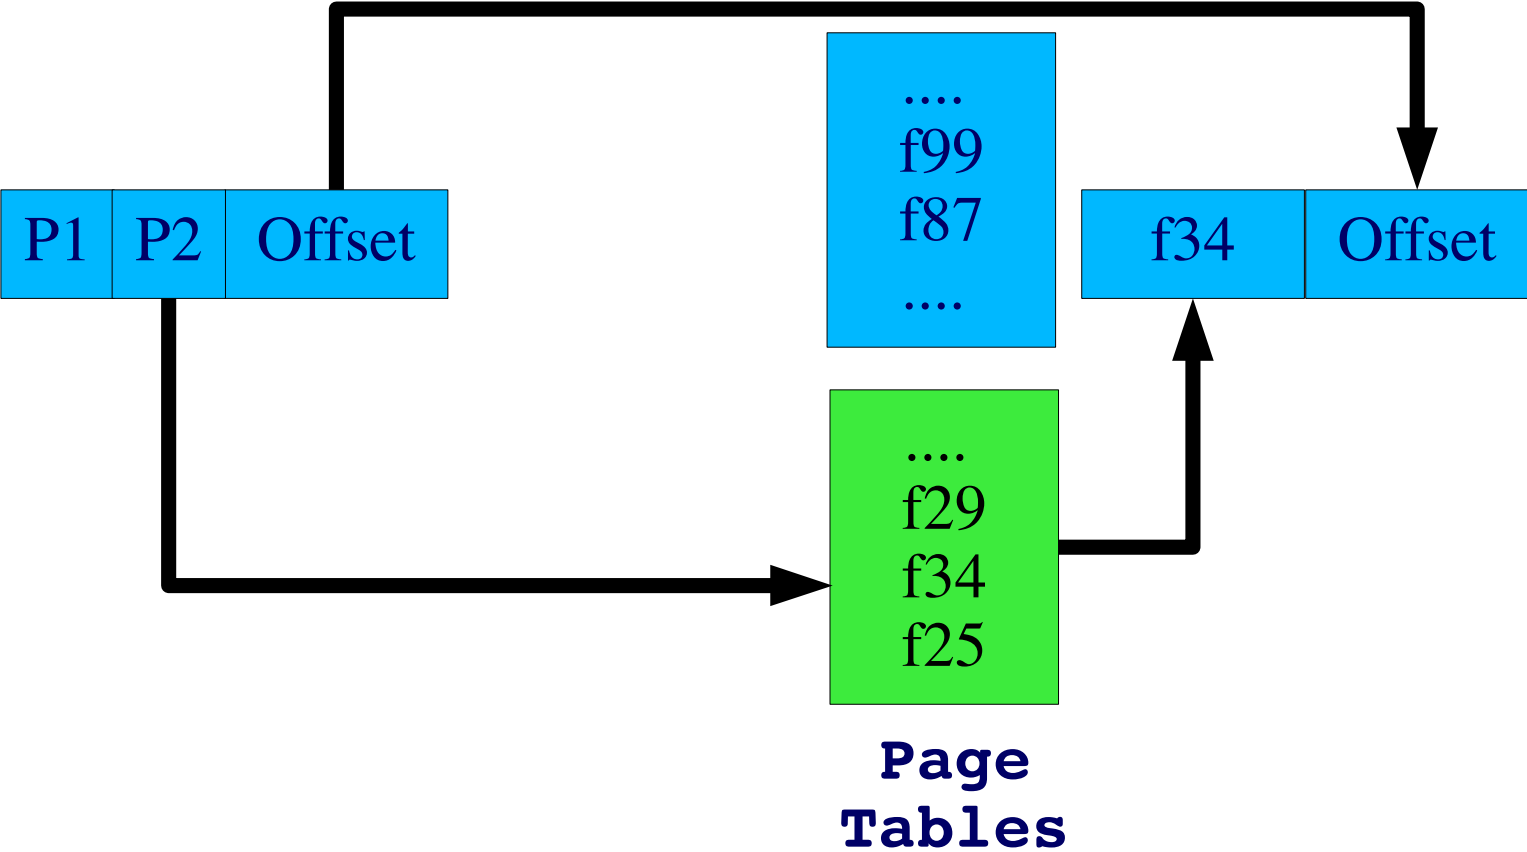 ....
f99
f87
....
P1 P2 Offset
f34 Offset
....
f29
f34
f25
Page
Tables